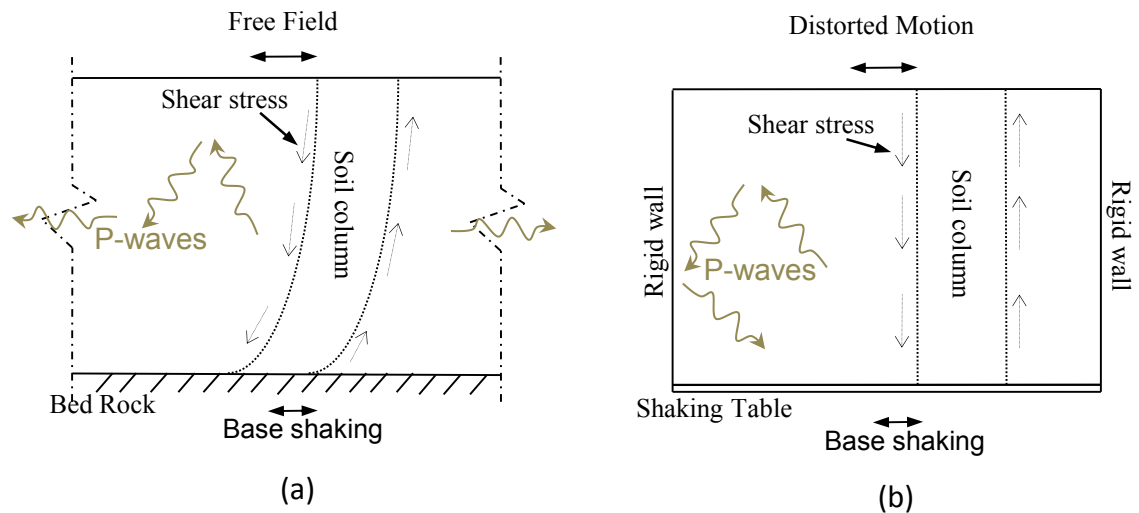 Free Field
Shear stress
Soil column
P-waves
Bed Rock
Base shaking
(a)
Distorted Motion
Shear stress
Rigid wall
Soil column
Rigid wall
P-waves
Shaking Table
Base shaking
(b)